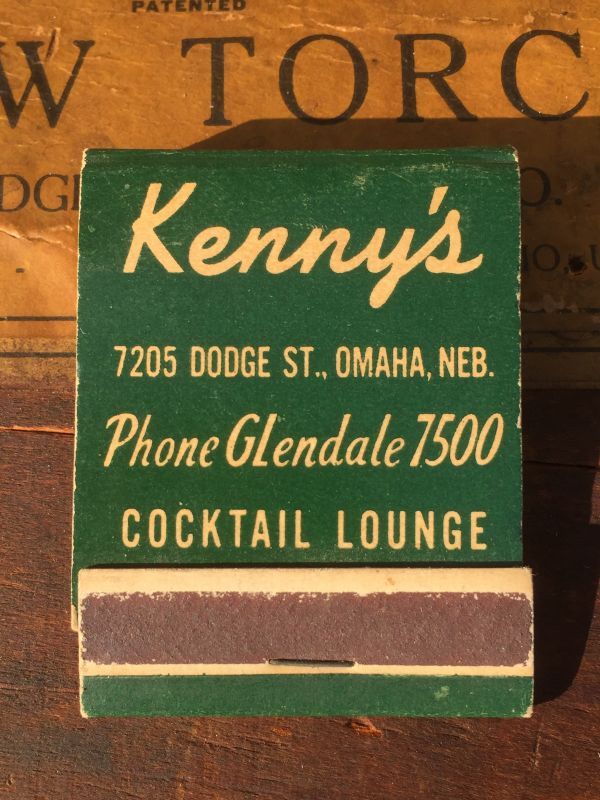 PATENTED
W TORC
Kenny's
7205 DODGE ST., OMAHA, NEB.
Phone GLendale 7500
COCKTAIL LOUNGE